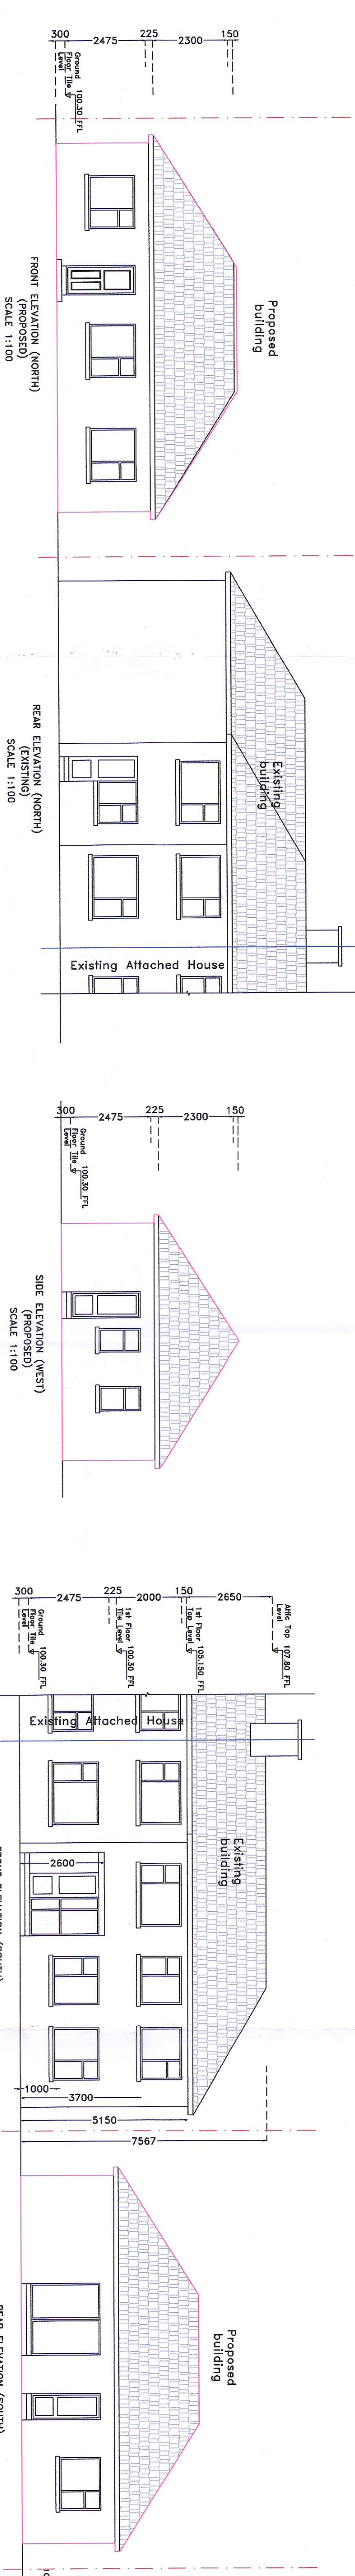 300
2475
225
2300
150
Ground 100.30 FFL
Floor Tile
Level
Proposed
building
FRONT ELEVATION (NORTH)
(PROPOSED)
SCALE 1:100
Existing
building
Existing Attached House
REAR ELEVATION (NORTH)
(EXISTING)
SCALE 1:100
300
2475
225
2300
150
Ground 100.30 FFL
Floor Tile
Level
SIDE ELEVATION (WEST)
(PROPOSED)
SCALE 1:100
300
2475
225
2000
150
2650
Attic Top 107.80 FFL
Level
1st Floor 105.150 FFL
Top Level
1st Floor 100.30 FFL
Tile Level
Ground 100.30 FFL
Floor Tile
Level
Existing Attached House
Existing
building
2600
1000
3700
5150
7567
Proposed
building
REAR ELEVATION (SOUTH)